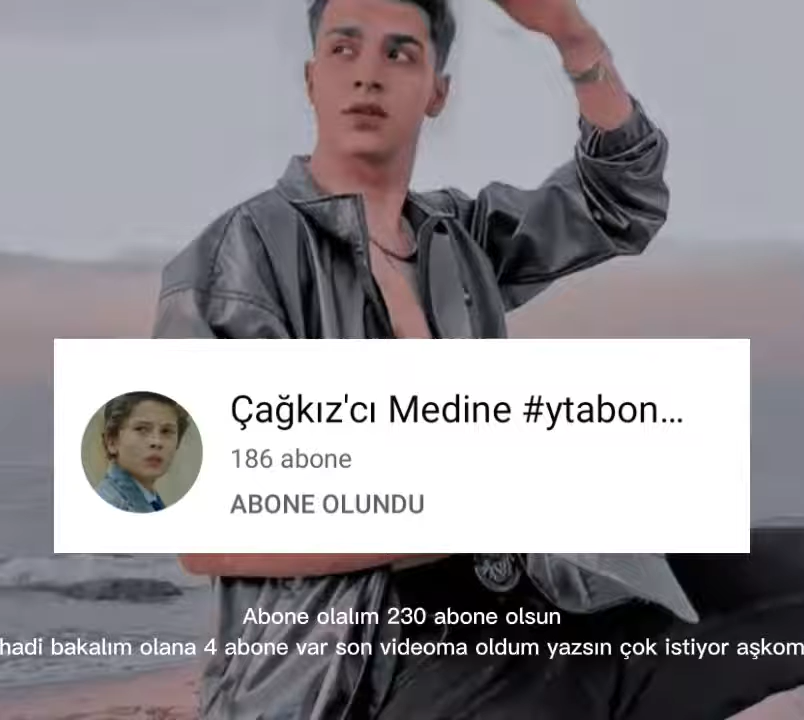 Çağkız'cı Medine #ytabon...
186 abone
ABONE OLUNDU
Abone olalım 230 abone olsun
hadi bakalım olana 4 abone var son videoma oldum yazsın çok istiyor aşkom